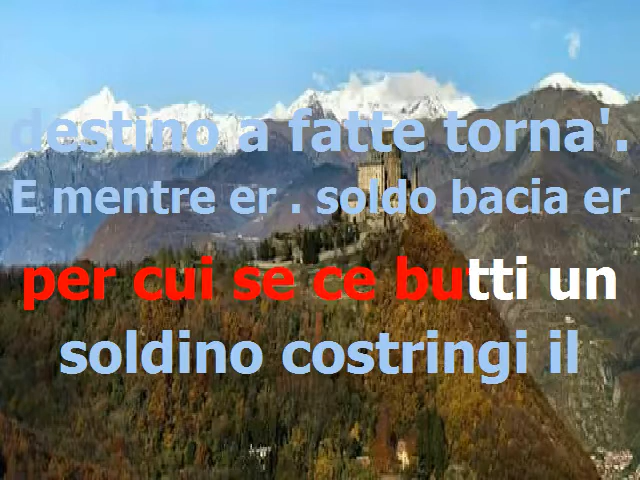 destino a fatte torna'.
E mentre er . soldo bacia er
per cui se ce butti un
soldino costringi il